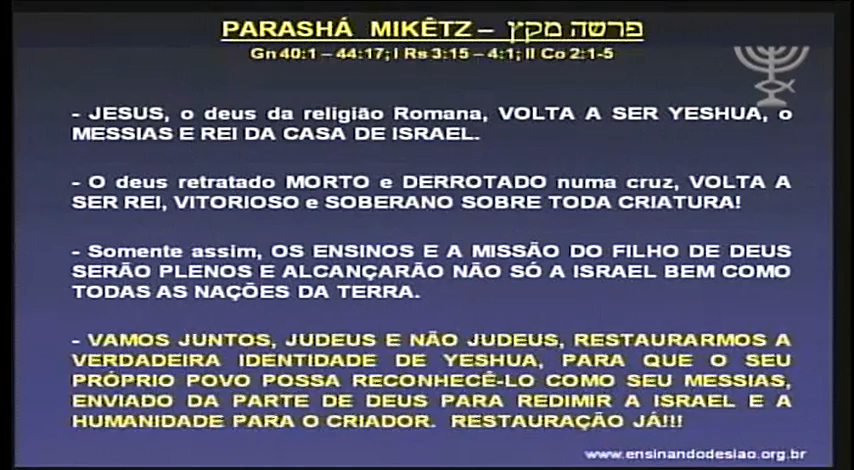 PARASHÁ MIKÊTZ – פרשה מקץ
Gn 40:1 – 44:17; I Rs 3:15 – 4:1; II Co 2:1-5
- JESUS, o deus da religião Romana, VOLTA A SER YESHUA, o
MESSIAS E REI DA CASA DE ISRAEL.
- O deus retratado MORTO e DERROTADO numa cruz, VOLTA A
SER REI, VITORIOSO e SOBERANO SOBRE TODA CRIATURA!
- Somente assim, OS ENSINOS E A MISSÃO DO FILHO DE DEUS
SERÃO PLENOS E ALCANÇARÃO NÃO SÓ A ISRAEL BEM COMO
TODAS AS NAÇÕES DA TERRA.
- VAMOS JUNTOS, JUDEUS E NÃO JUDEUS, RESTAURARMOS A
VERDADEIRA IDENTIDADE DE YESHUA, PARA QUE O SEU
PRÓPRIO POVO POSSA RECONHECÊ-LO COMO SEU MESSIAS,
ENVIADO DA PARTE DE DEUS PARA REDIMIR A ISRAEL E A
HUMANIDADE PARA O CRIADOR. RESTAURAÇÃO JÁ!!!
www.ensinandodesiao.org.br